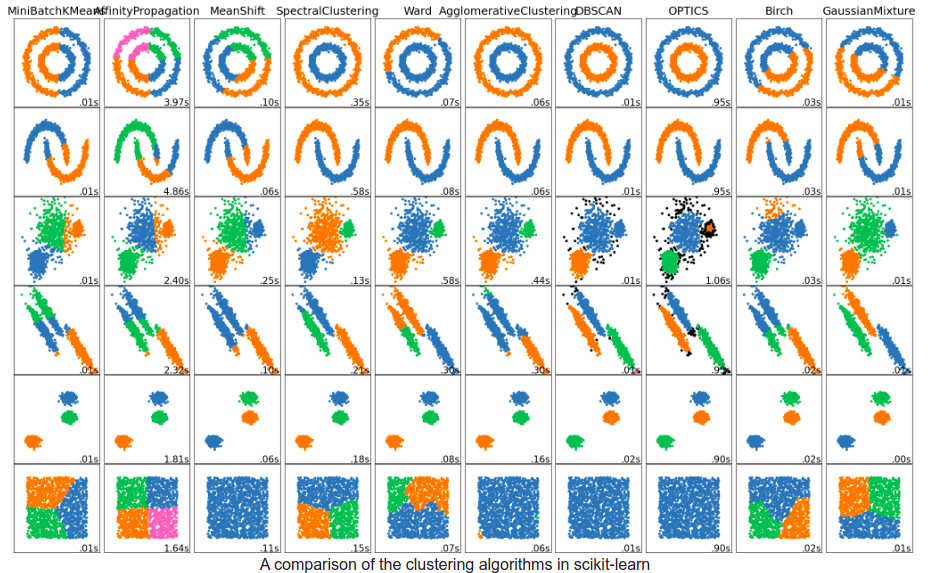 MiniBatchKMeans AffinityPropagation MeanShift SpectralClustering Ward AgglomerativeClustering DBSCAN OPTICS Birch GaussianMixture
.01s 3.97s .10s .35s .07s .06s .01s .95s .03s .01s
.01s 4.86s .06s .58s .08s .06s .01s .95s .03s .01s
.01s 2.40s .25s .13s .58s .44s .01s 1.06s .03s .01s
.01s 2.32s .10s .21s .30s .30s .01s .02s .01s
.01s 1.81s .06s .18s .08s .16s .02s .90s .02s .00s
.01s 1.64s .11s .15s .07s .06s .02s .90s .02s .01s
A comparison of the clustering algorithms in scikit-learn